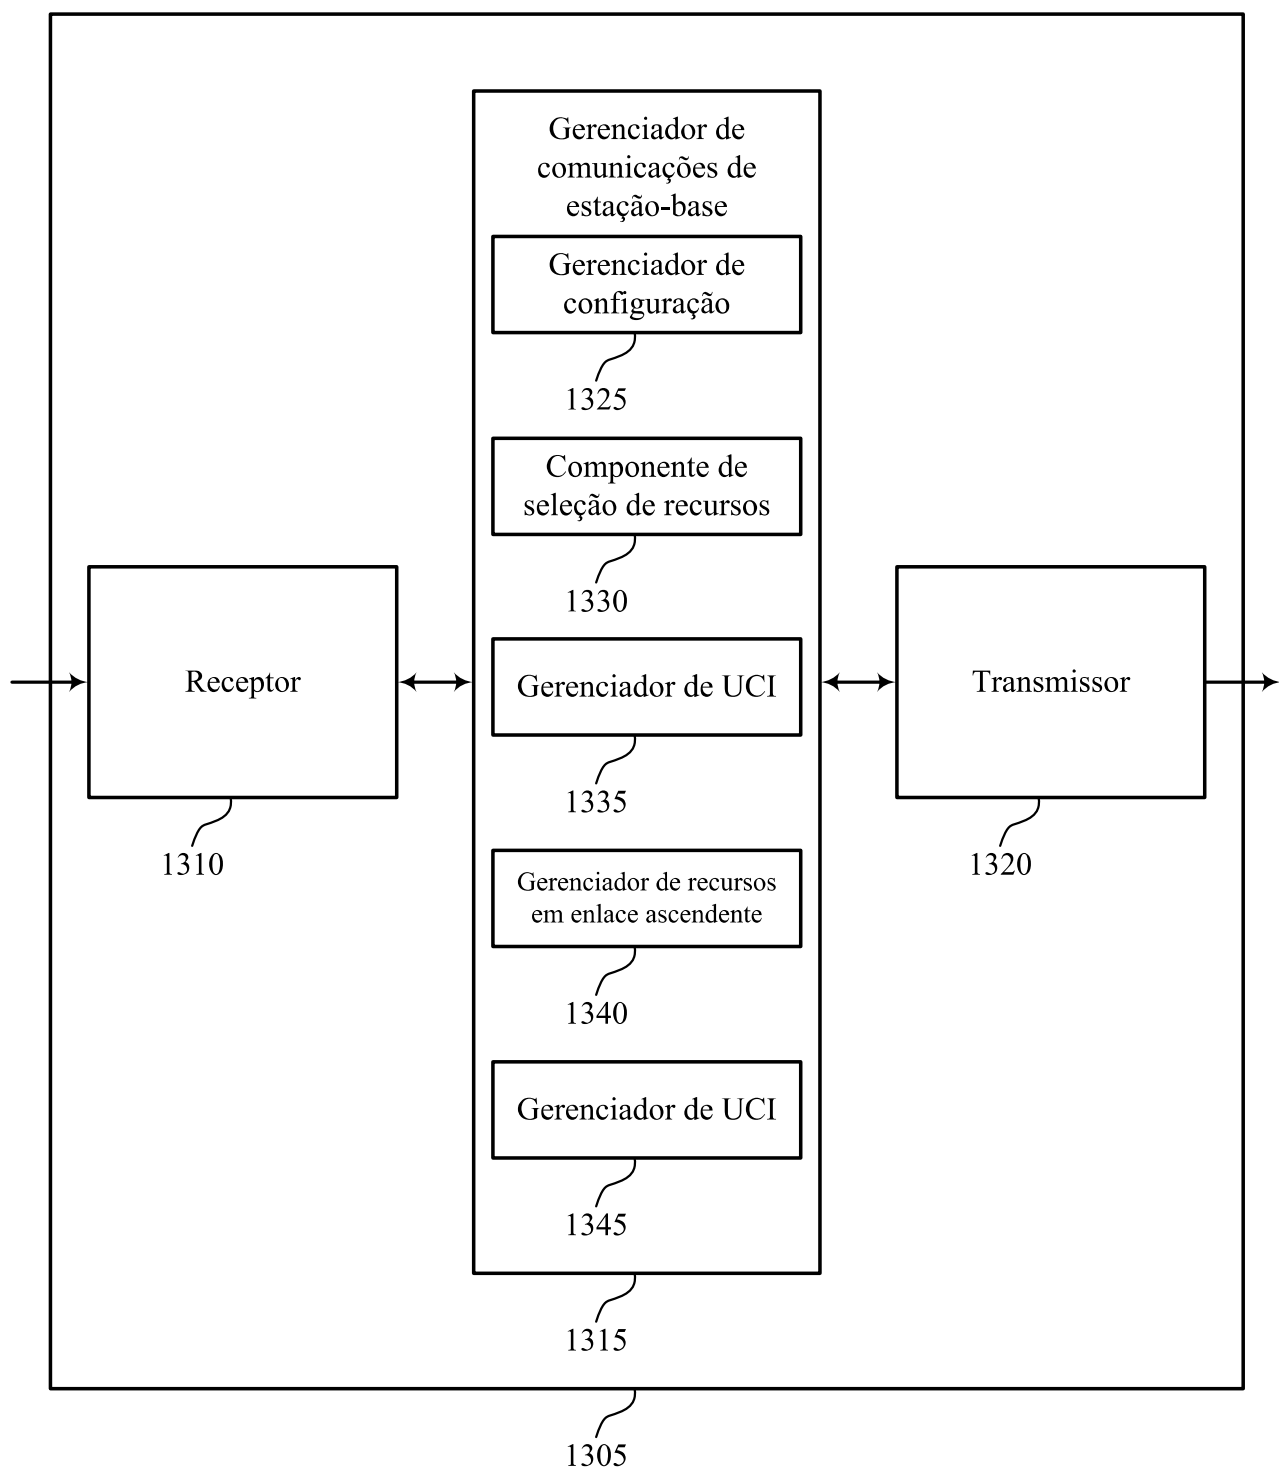 Gerenciador de
comunicações de
estação-base
Gerenciador de
configuração
1325
Componente de
seleção de recursos
1330
Receptor
1310
Gerenciador de UCI
1335
Transmissor
1320
Gerenciador de recursos
em enlace ascendente
1340
Gerenciador de UCI
1345
1315
1305